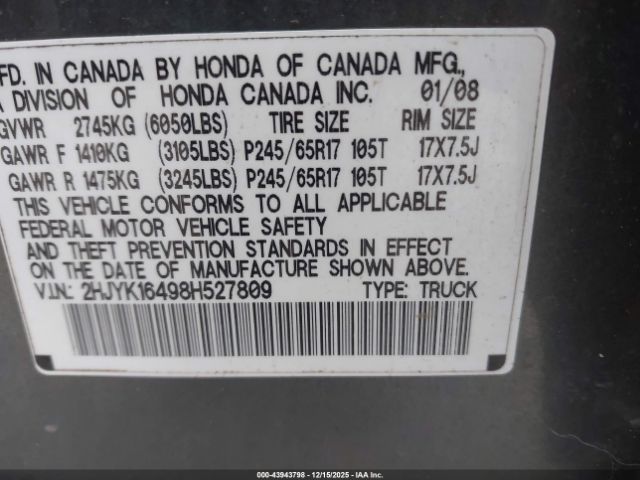 MFD. IN CANADA BY HONDA OF CANADA MFG.,
A DIVISION OF HONDA CANADA INC. 01/08
GVWR 2745KG (6050LBS) TIRE SIZE RIM SIZE
GAWR F 1410KG (3105LBS) P245/65R17 105T 17X7.5J
GAWR R 1475KG (3245LBS) P245/65R17 105T 17X7.5J
THIS VEHICLE CONFORMS TO ALL APPLICABLE
FEDERAL MOTOR VEHICLE SAFETY
AND THEFT PREVENTION STANDARDS IN EFFECT
ON THE DATE OF MANUFACTURE SHOWN ABOVE.
V.I.N: 2HJYK16498H527809 TYPE: TRUCK
000-43943798 - 12/15/2025 - IAA Inc.